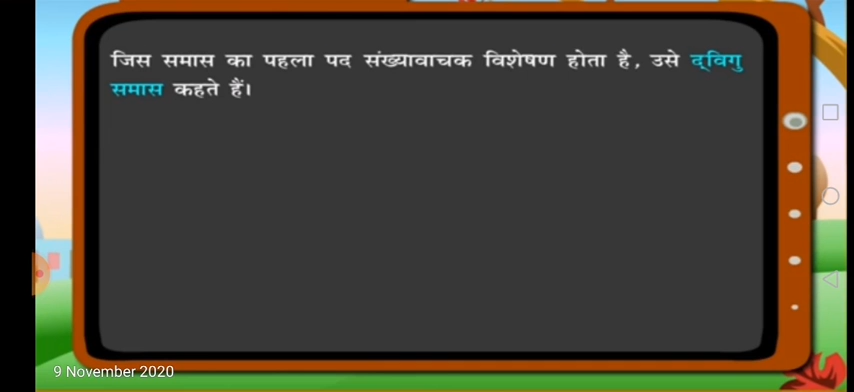 जिस समास का पहला पद संख्यावाचक विशेषण होता है, उसे द्‌विगु
समास कहते हैं।
9 November 2020